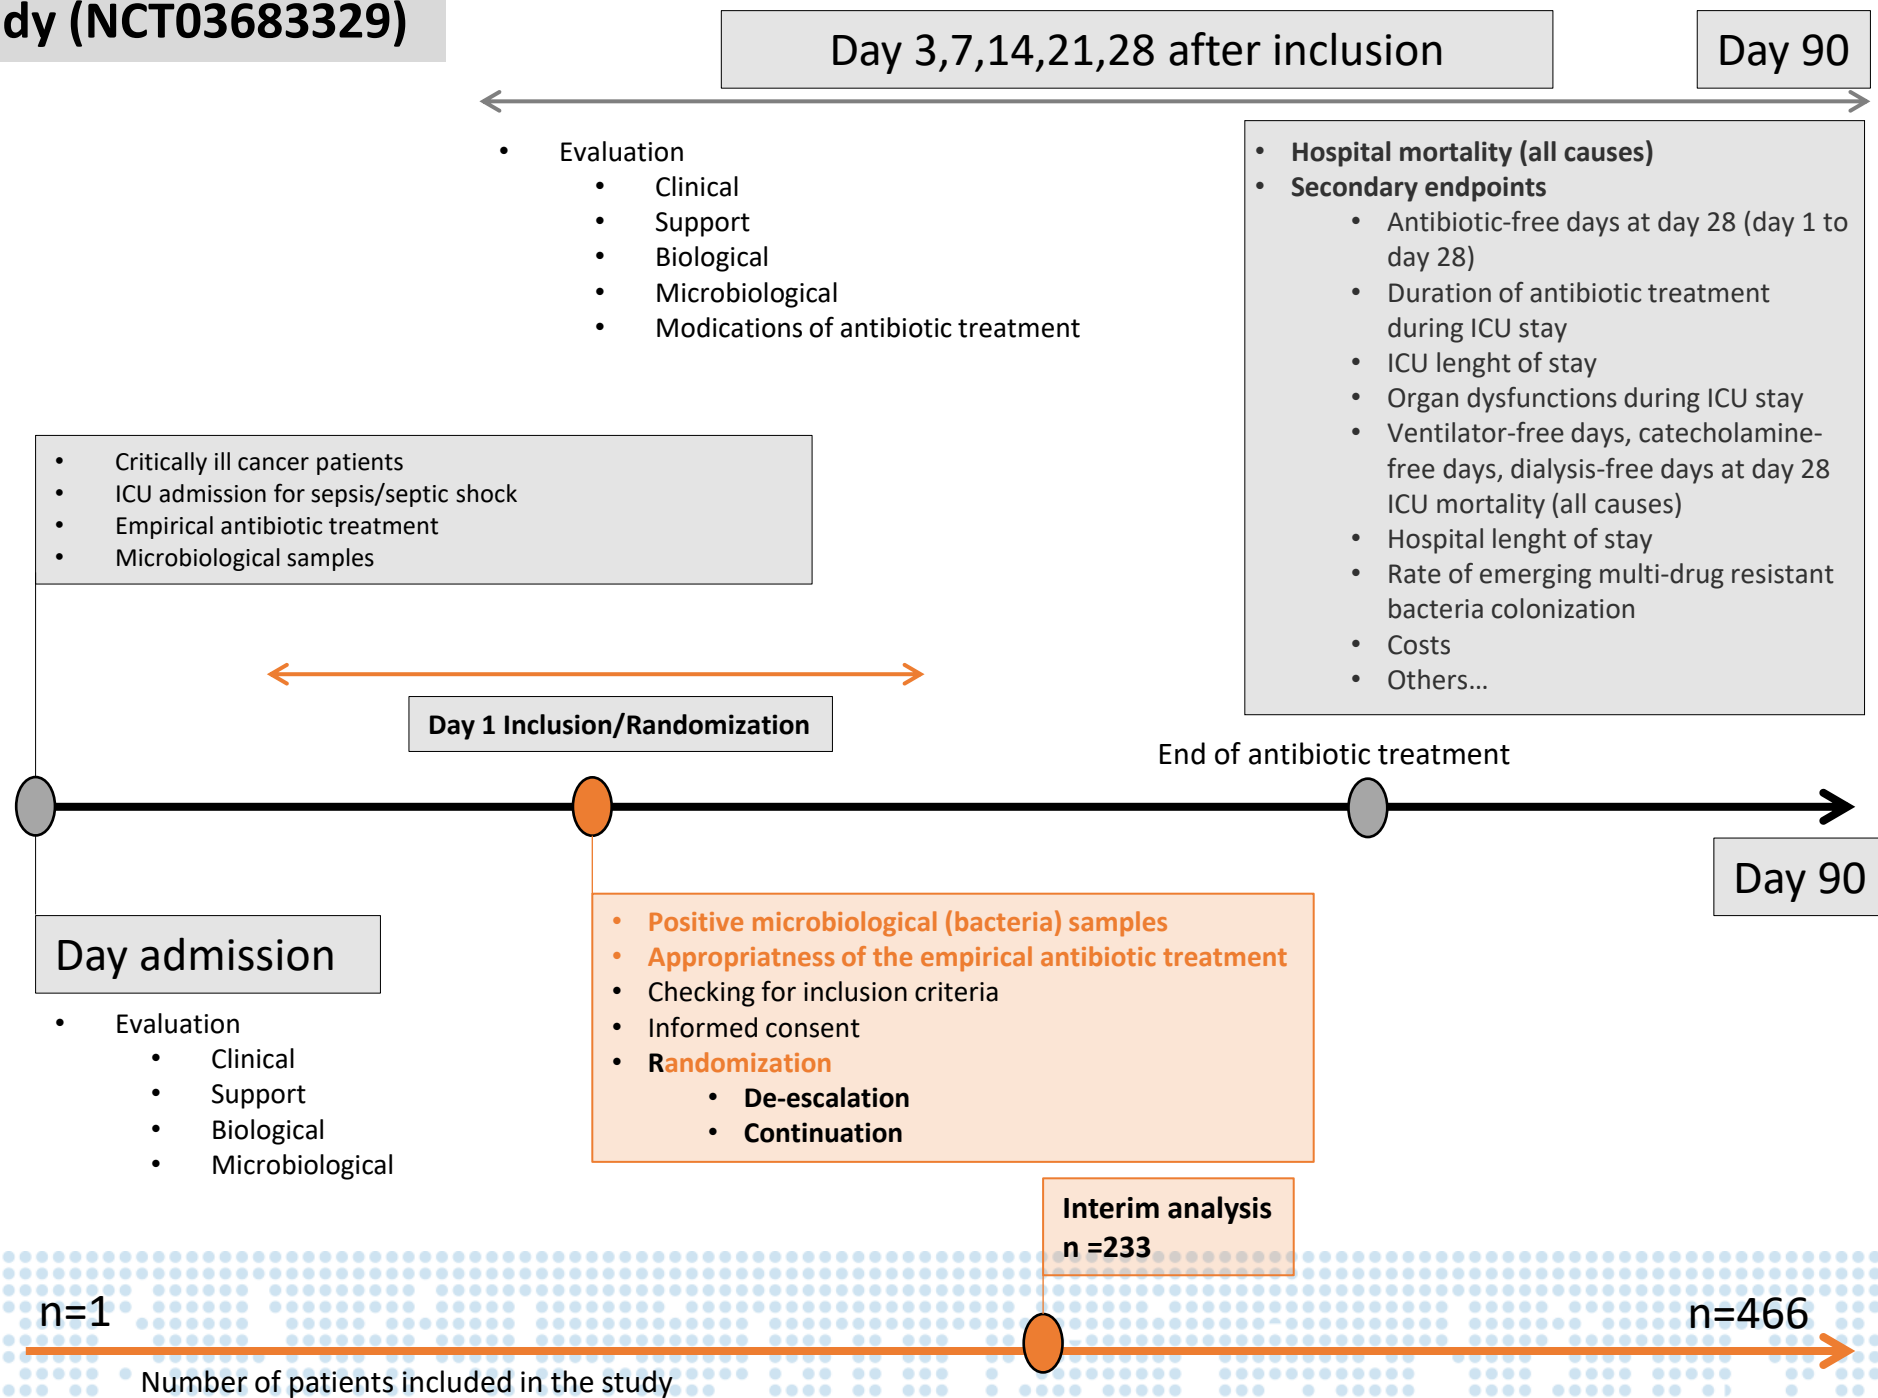 dy (NCT03683329)
Day 3,7,14,21,28 after inclusion
Day 90
• Evaluation
• Clinical
• Support
• Biological
• Microbiological
• Modications of antibiotic treatment
• Hospital mortality (all causes)
• Secondary endpoints
• Antibiotic-free days at day 28 (day 1 to
day 28)
• Duration of antibiotic treatment
during ICU stay
• ICU lenght of stay
• Organ dysfunctions during ICU stay
• Ventilator-free days, catecholamine-
free days, dialysis-free days at day 28
ICU mortality (all causes)
• Hospital lenght of stay
• Rate of emerging multi-drug resistant
bacteria colonization
• Costs
• Others...
• Critically ill cancer patients
• ICU admission for sepsis/septic shock
• Empirical antibiotic treatment
• Microbiological samples
Day 1 Inclusion/Randomization
End of antibiotic treatment
Day 90
Day admission
• Evaluation
• Clinical
• Support
• Biological
• Microbiological
• Positive microbiological (bacteria) samples
• Appropriatness of the empirical antibiotic treatment
• Checking for inclusion criteria
• Informed consent
• Randomization
• De-escalation
• Continuation
Interim analysis
n =233
n=1
n=466
Number of patients included in the study